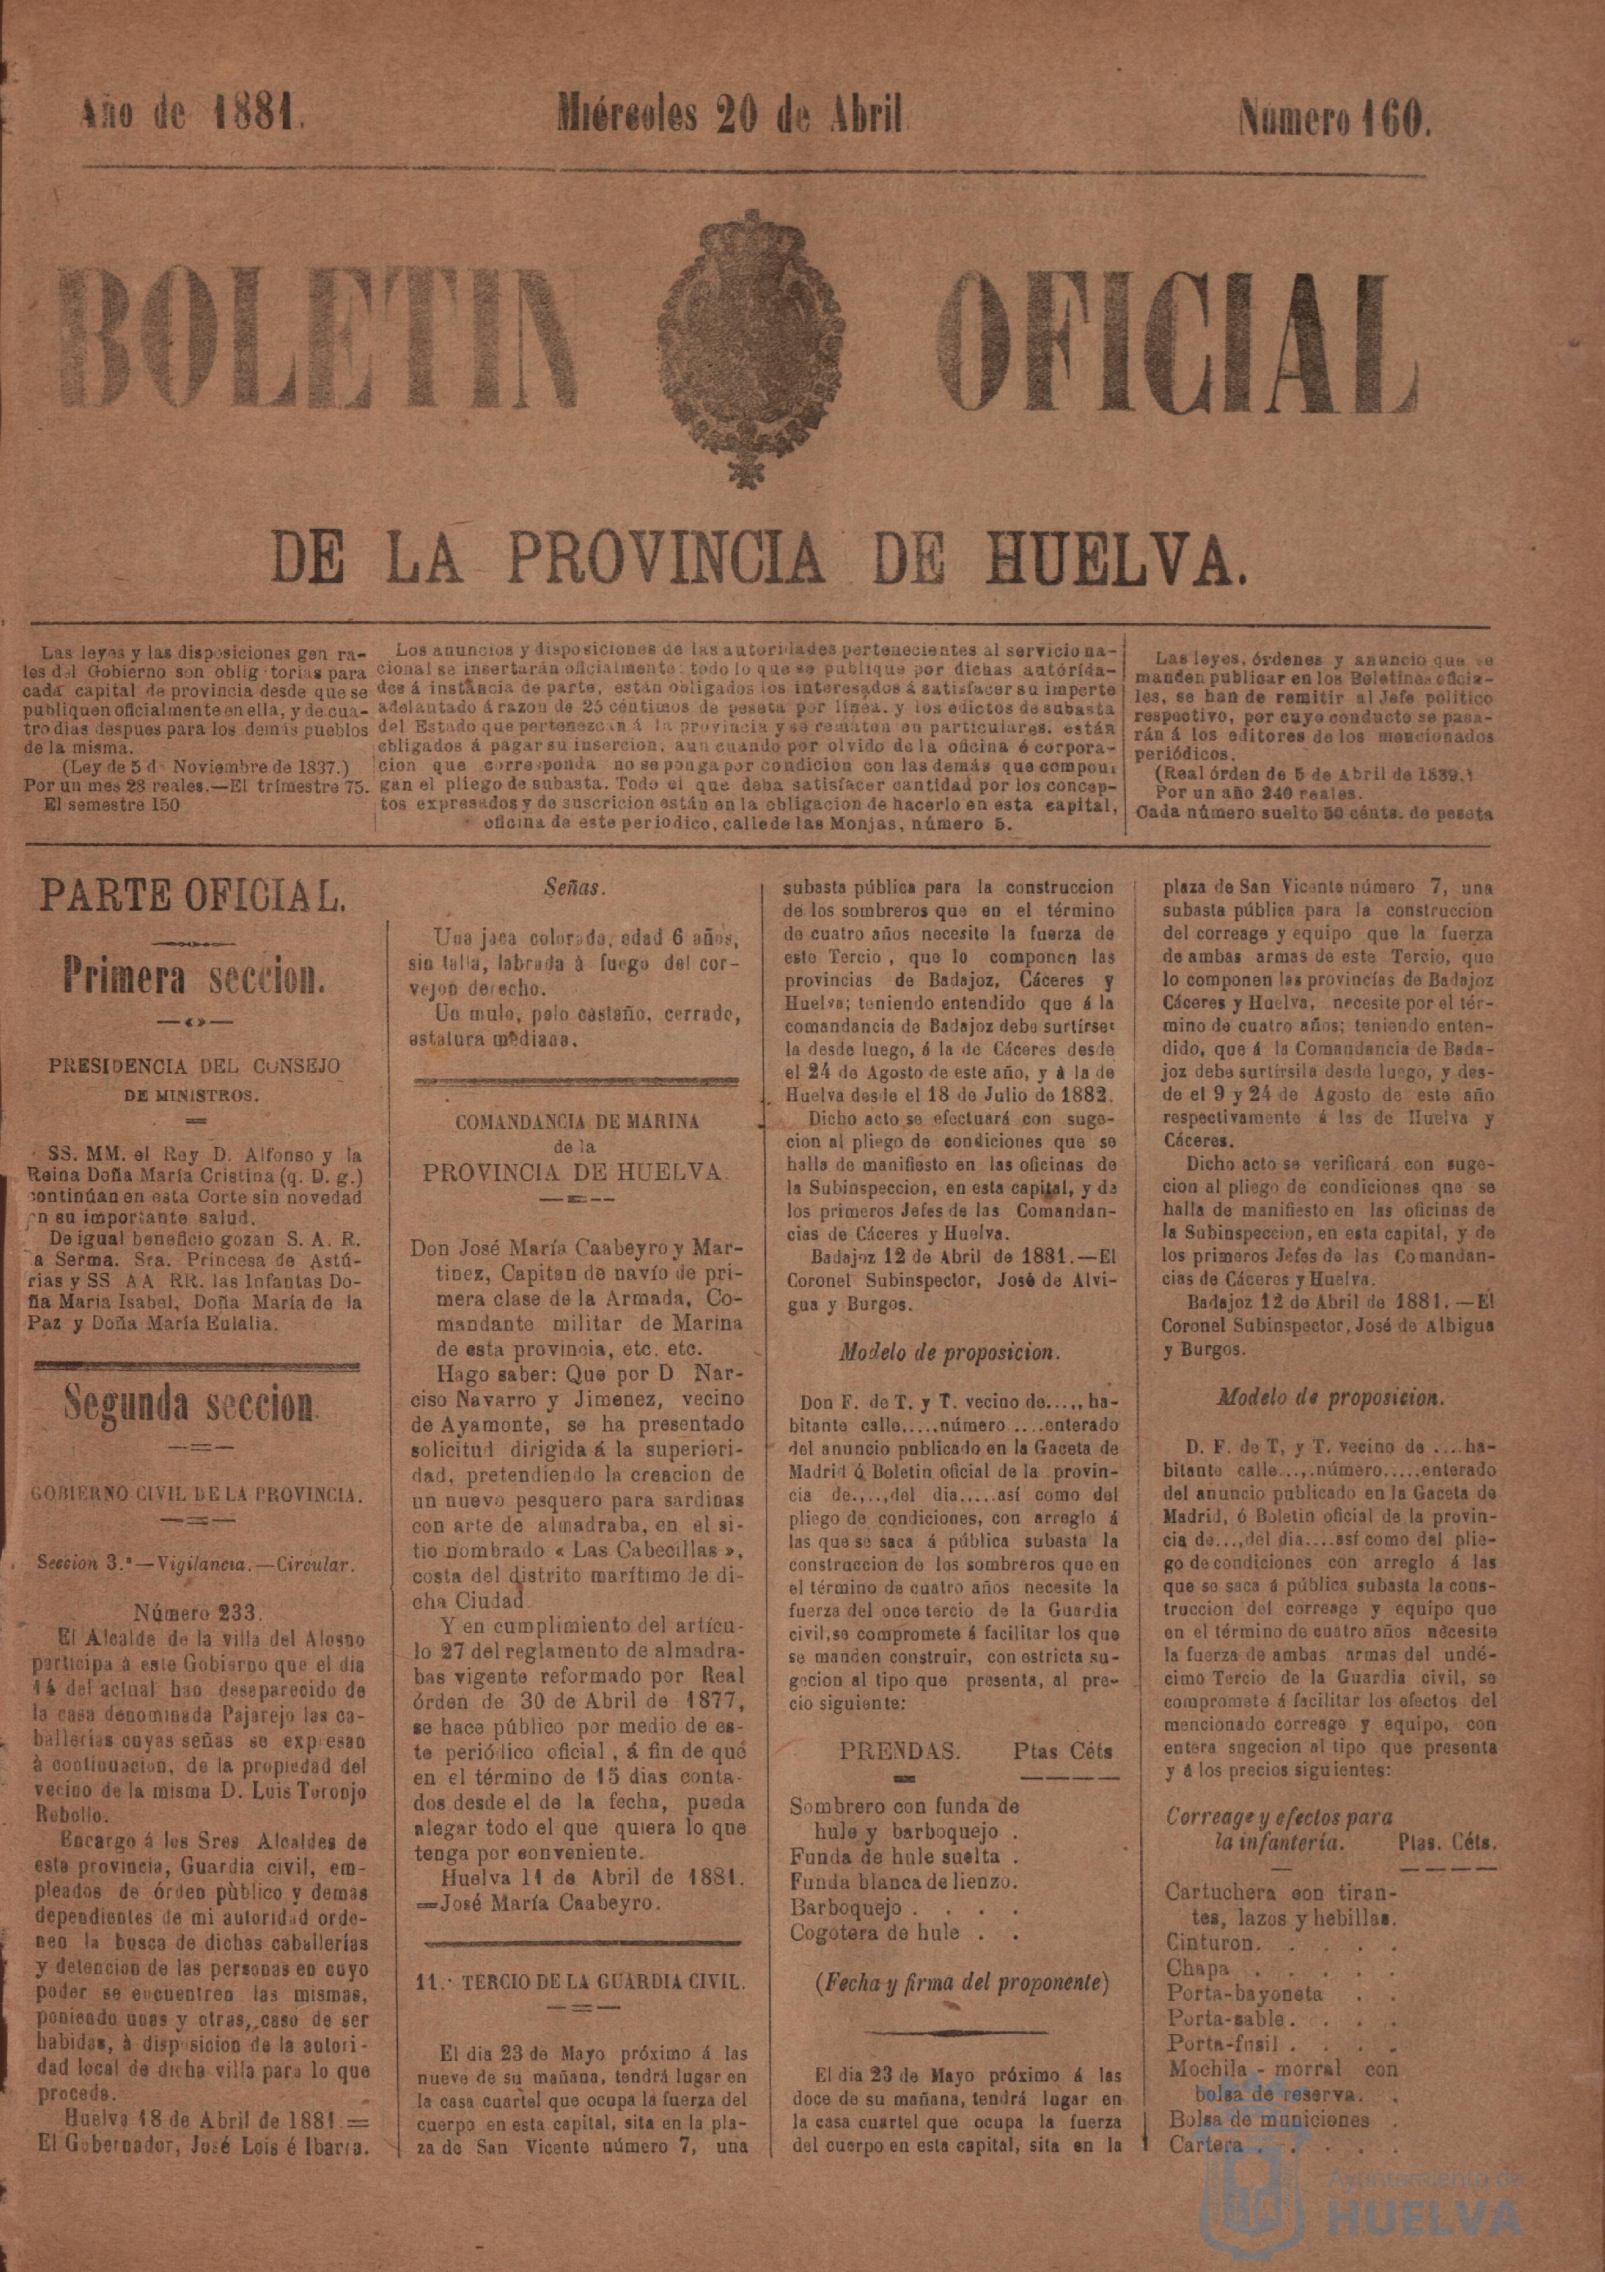 Año de 1881.
Miércoles 20 de Abril
Número 160.
BOLETIN OFICIAL
DE LA PROVINCIA DE HUELVA.
Las leyes y las disposiciones gen ra-
les del Gobierno son oblig torias para
cada capital de provincia desde que se
publiquen oficialmente en ella, y de cua-
tro dias despues para los demás pueblos
de la misma.
(Ley de 5 d Noviembre de 1837.)
Por un mes 28 reales.—El trimestre 75.
El semestre 150
Los anuncios y disposiciones de las autoridades pertenecientes al servicio na-
cional se insertarán oficialmente: todo lo que se publique por dichas autorida-
des á instancia de parte, están obligados los interesados á satisfacer su imperte
adelantado á razon de 25 céntimos de peseta por línea. y los edictos de subasta
del Estado que pertenezcan á la provincia y se rematen en particulares. están
obligados á pagar su insercion, aun cuando por olvido de la oficina é corpora-
cion que corresponda no se ponga por condicion con las demás que compon
gan el pliego de subasta. Todo el que deba satisfacer cantidad por los concep-
tos expresados y de suscricion están en la obligacion de hacerlo en esta capital,
oficina de este periodico, calle de las Monjas, número 5.
Las leyes, órdenes y anuncio que se
manden publicar en los Boletines oficia-
les, se han de remitir al Jefe político
respectivo, por cuyo conducto se pasa-
rán á los editores de los mencionados
periódicos.
(Real órden de 5 de Abril de 1839.)
Por un año 240 reales.
Cada número suelto 50 cénts. de peseta
PARTE OFICIAL.
Primera seccion.
PRESIDENCIA DEL CONSEJO
DE MINISTROS.
SS. MM. el Rey D. Alfonso y la
Reina Doña María Cristina (q. D. g.)
continúan en esta Corte sin novedad
en su importante salud.
De igual beneficio gozan S. A. R.
a Serma. Sra. Princesa de Astú-
rias y SS AA RR. las Infantas Do-
ña Maria Isabel, Doña María de la
Paz y Doña María Eulalia.
Segunda seccion.
GOBIERNO CIVIL DE LA PROVINCIA.
Seccion 3.ª—Vigilancia.—Circular.
Número 233.
El Alcalde de la villa del Alosno
participa á este Gobierno que el dia
14 del actual han desaparecido de
la casa denominada Pajarejo las ca-
ballerías cuyas señas se expresan
à continuacion, de la propiedad del
vecino de la misma D. Luis Toronjo
Rebollo.
Encargo á los Sres. Alcaldes de
esta provincia, Guardia civil, em-
pleados de órden pùblico y demas
dependientes de mi autoridad orde-
nen la busca de dichas caballerías
y detencion de las personas en cuyo
poder se encuentren las mismas,
poniendo unas y otras, caso de ser
habidas, à disposicion de la autori-
dad local de dicha villa para lo que
proceda.
Huelva 18 de Abril de 1881 =
El Gobernador, José Lois é Ibarra.
Señas.
Una jaca colorada, edad 6 años,
sin talla, labrada à fuego del cor-
vejon derecho.
Un mulo, pelo castaño, cerrado,
estatura mediana.
COMANDANCIA DE MARINA
de la
PROVINCIA DE HUELVA.
Don José María Caabeyro y Mar-
tinez, Capitan de navío de pri-
mera clase de la Armada, Co-
mandante militar de Marina
de esta provincia, etc. etc.
Hago saber: Que por D Nar-
ciso Navarro y Jimenez, vecino
de Ayamonte, se ha presentado
solicitud dirigida á la superiori-
dad, pretendiendo la creacion de
un nuevo pesquero para sardinas
con arte de almadraba, en el si-
tio nombrado « Las Cabecillas »,
costa del distrito marítimo de di-
cha Ciudad.
Y en cumplimiento del artícu-
lo 27 del reglamento de almadra-
bas vigente reformado por Real
órden de 30 de Abril de 1877,
se hace público por medio de es-
te periódico oficial, á fin de qué
en el término de 15 dias conta-
dos desde el de la fecha, pueda
alegar todo el que quiera lo que
tenga por conveniente.
Huelva 11 de Abril de 1881.
=José María Caabeyro.
11.º TERCIO DE LA GUARDIA CIVIL.
El dia 23 de Mayo próximo á las
nueve de su mañana, tendrá lugar en
la casa cuartel que ocupa la fuerza del
cuerpo en esta capital, sita en la pla-
za de San Vicente número 7, una
subasta pública para la construccion
de los sombreros que en el término
de cuatro años necesite la fuerza de
este Tercio, que lo componen las
provincias de Badajoz, Cáceres y
Huelva; teniendo entendido que á la
comandancia de Badajoz debe surtírse
la desde luego, á la de Cáceres desde
el 24 de Agosto de este año, y à la de
Huelva desde el 18 de Julio de 1882.
Dicho acto se efectuará con suge-
cion al pliego de condiciones que se
halla de manifiesto en las oficinas de
la Subinspeccion, en esta capital, y de
los primeros Jefes de las Comandan-
cias de Cáceres y Huelva.
Badajoz 12 de Abril de 1881.—El
Coronel Subinspector, José de Alvi-
gua y Burgos.
Modelo de proposicion.
Don F. de T. y T. vecino de...., ha-
bitante calle.....número ....enterado
del anuncio publicado en la Gaceta de
Madrid ó Boletin oficial de la provin-
cia de.,..,del dia.....así como del
pliego de condiciones, con arreglo á
las que se saca á pública subasta la
construccion de los sombreros que en
el término de cuatro años necesite la
fuerza del once tercio de la Guardia
civil, se compromete á facilitar los que
se manden construir, con estricta su-
gecion al tipo que presenta, al pre-
cio siguiente:
PRENDAS. Ptas Céts
Sombrero con funda de
hule y barboquejo .
Funda de hule suelta .
Funda blanca de lienzo.
Barboquejo . . . .
Cogotera de hule . .
(Fecha y firma del proponente)
El dia 23 de Mayo próximo á las
doce de su mañana, tendrá lugar en
la casa cuartel que ocupa la fuerza
del cuerpo en esta capital, sita en la
plaza de San Vicente número 7, una
subasta pública para la construccion
del correage y equipo que la fuerza
de ambas armas de este Tercio, que
lo componen las provincias de Badajoz
Cáceres y Huelva, necesite por el tér-
mino de cuatro años; teniendo enten-
dido, que á la Comandancia de Bada-
joz debe surtírsila desde luego, y des-
de el 9 y 24 de Agosto de este año
respectivamente á las de Huelva y
Cáceres.
Dicho acto se verificará con suge-
cion al pliego de condiciones qne se
halla de manifiesto en las oficinas de
la Subinspeccion, en esta capital, y de
los primeros Jefes de las Comandan-
cias de Cáceres y Huelva.
Badajoz 12 de Abril de 1881.—El
Coronel Subinspector, José de Albigua
y Burgos.
Modelo de proposicion.
D. F. de T, y T. vecino de ....ha-
bitante calle...,.número.....enterado
del anuncio publicado en la Gaceta de
Madrid, ó Boletin oficial de la provin-
cia de...,del dia....así como del plie-
go de condiciones con arreglo á las
que se saca á pública subasta la cons-
truccion del correage y equipo que
en el término de cuatro años necesite
la fuerza de ambas armas del undé-
cimo Tercio de la Guardia civil, se
compromete á facilitar los efectos del
mencionado correage y equipo, con
entera sugecion al tipo que presenta
y á los precios siguientes:
Correage y efectos para
la infantería. Ptas. Céts.
Cartuchera con tiran-
tes, lazos y hebillas.
Cinturon. . . . .
Chapa . . . . .
Porta-bayoneta . .
Porta-sable. . . .
Porta-fusil . . . .
Mochila - morral con
bolsa de reserva. .
Bolsa de municiones .
Cartera . . . . .
Ayuntamiento de
HUELVA